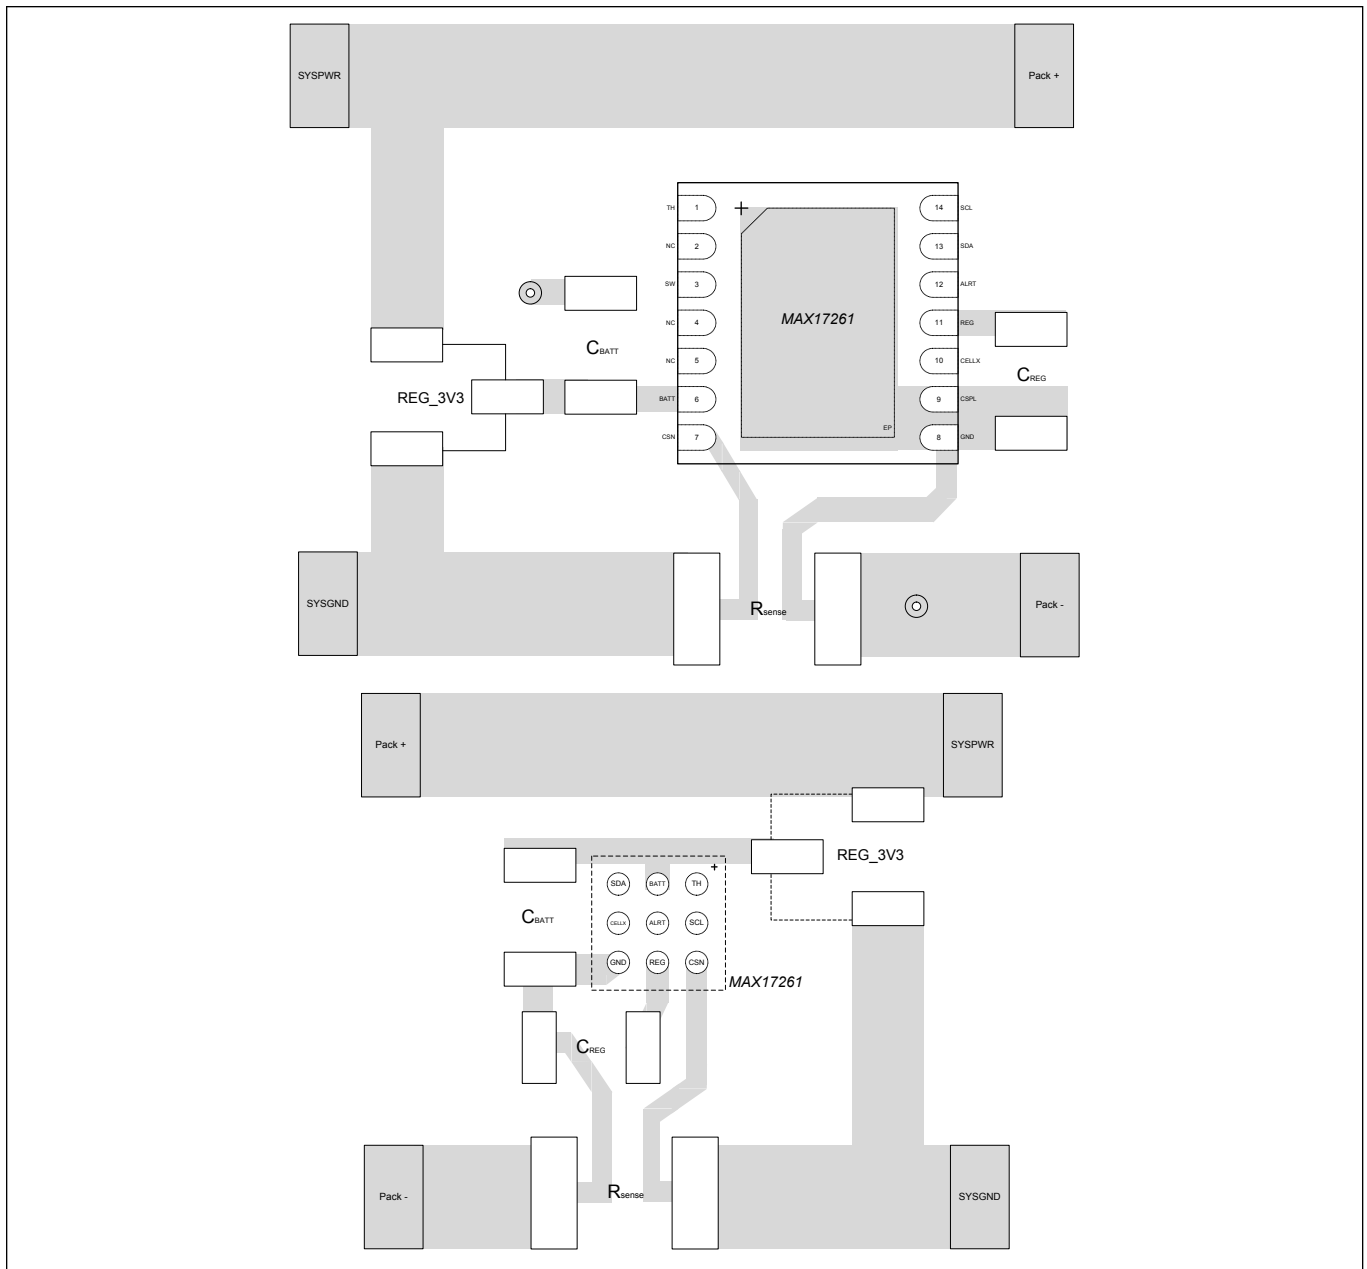 SYSPWR
Pack +
TH 1
14 SCL
NC 2
13 SDA
SW 3
12 ALRT
MAX17261
NC 4
11 REG
CBATT
NC 5
10 CELLX
CREG
REG_3V3
BATT 6
9 CSPL
EP
CSN 7
8 GND
SYSGND
Rsense
Pack -
Pack +
SYSPWR
REG_3V3
SDA BATT TH
CBATT
CELLX ALRT SCL
GND REG CSN
MAX17261
CREG
Pack -
Rsense
SYSGND